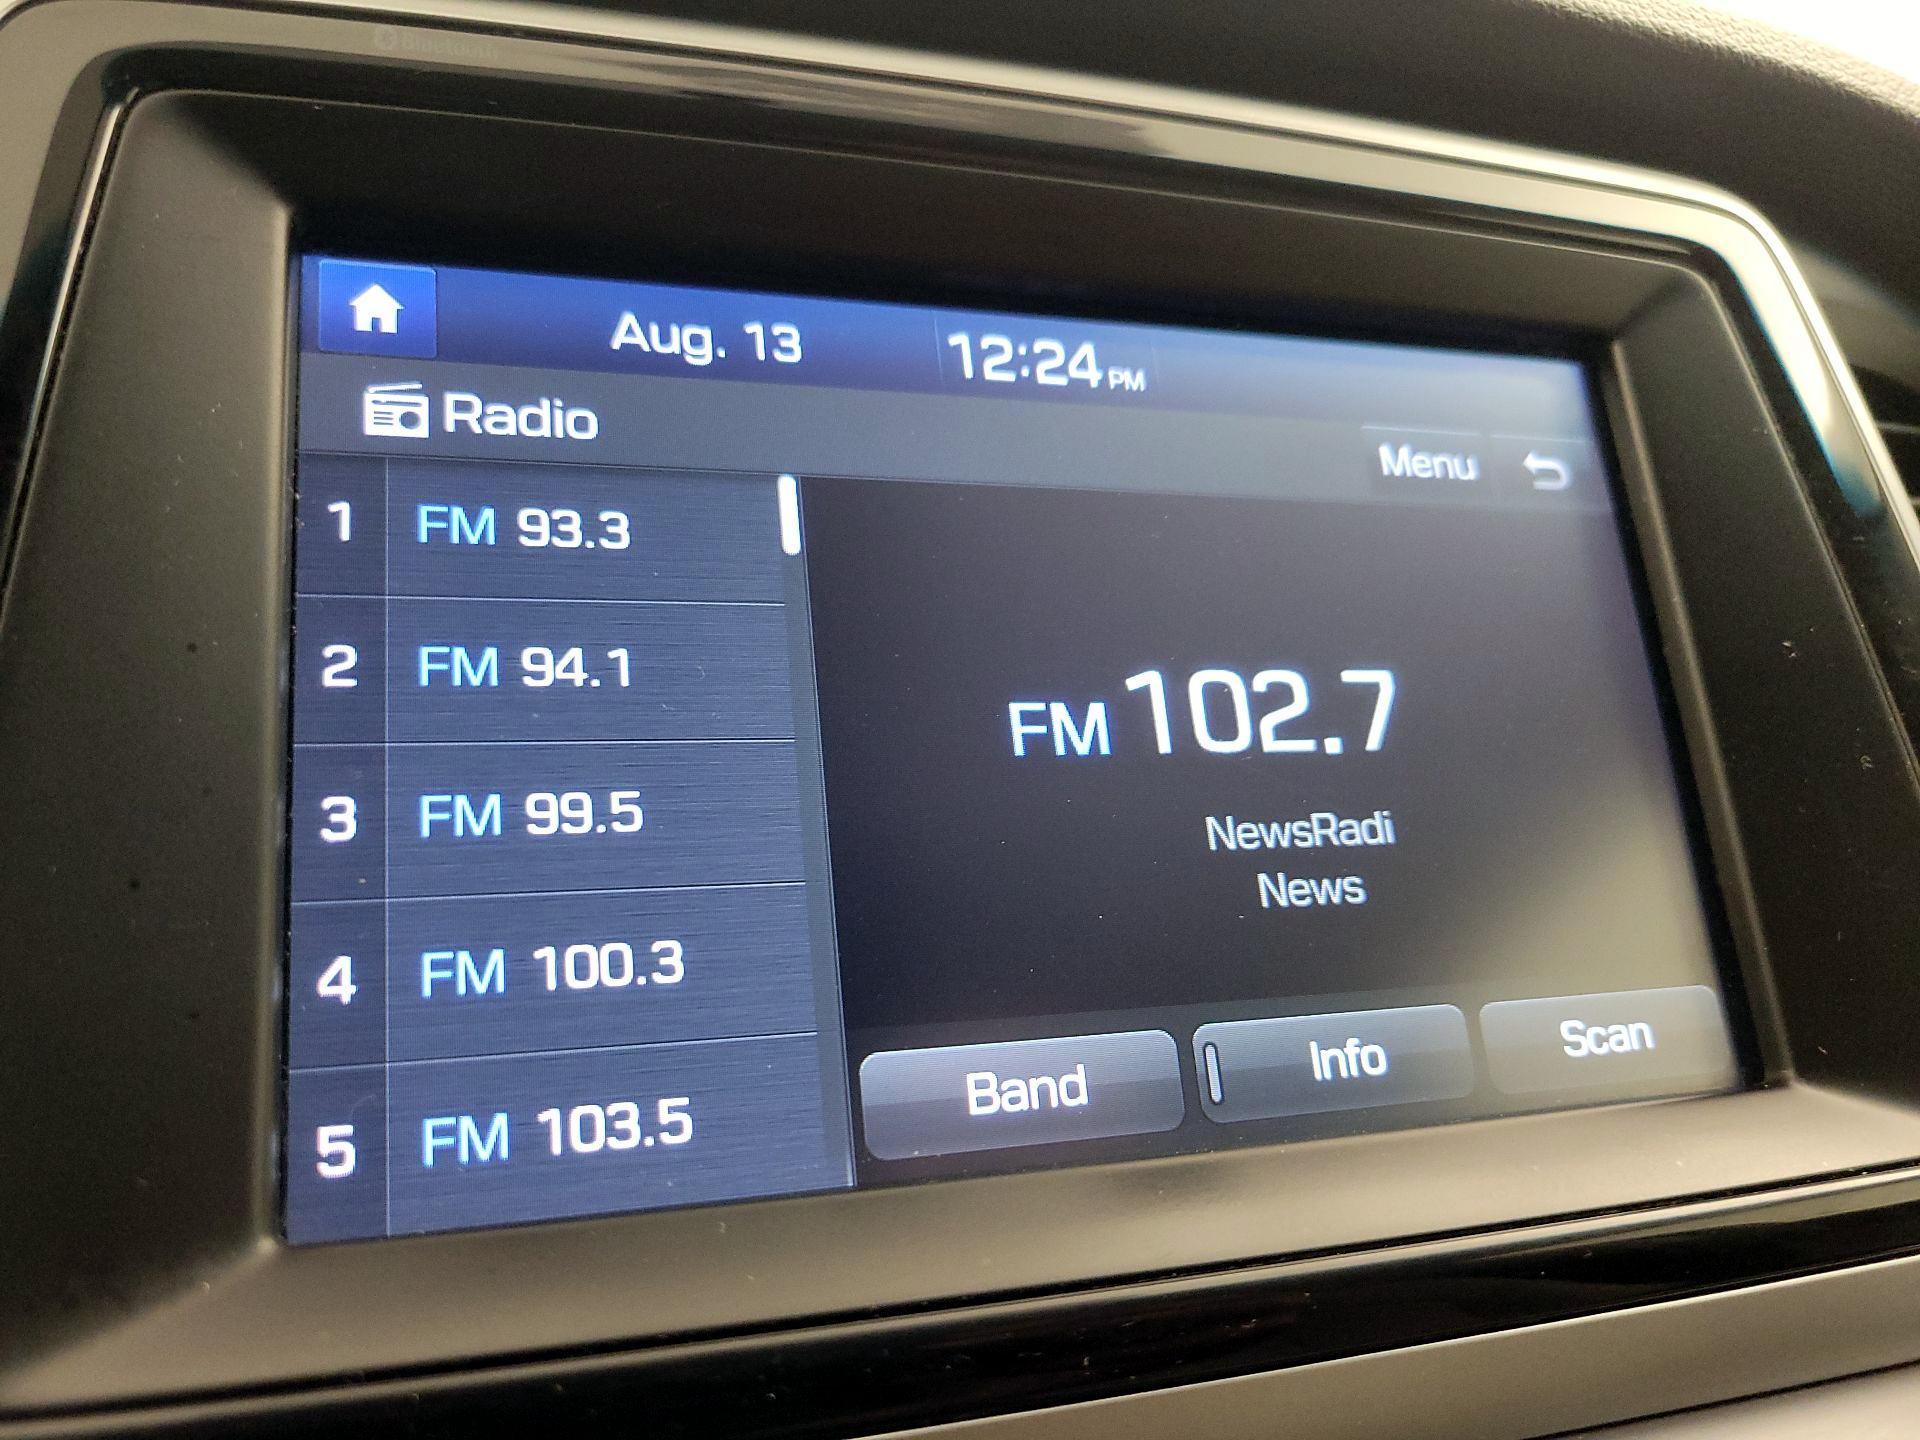 Bluetooth
Aug. 13 12:24 PM
Radio
Menu
1 FM 93.3
2 FM 94.1
3 FM 99.5
4 FM 100.3
5 FM 103.5
FM 102.7
NewsRadi
News
Band Info Scan